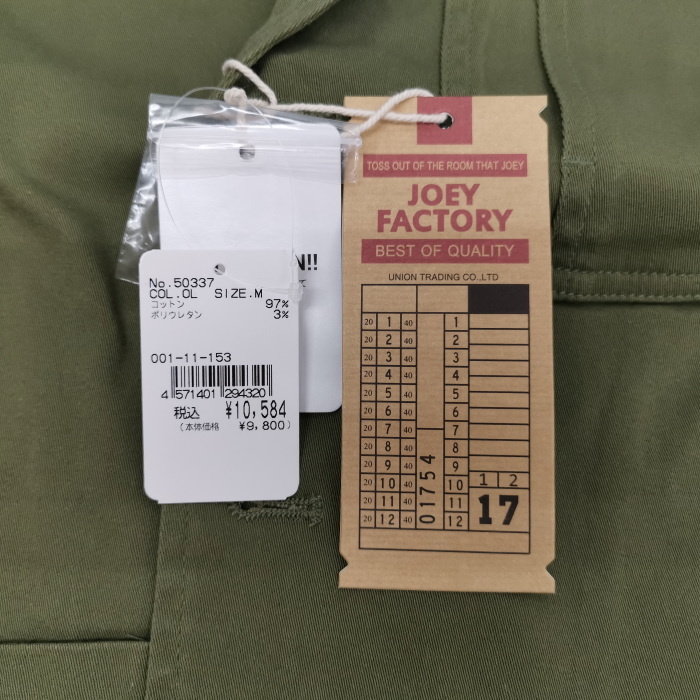 N!!
No.50337
COL.OL SIZE.M
コットン 97%
ポリウレタン 3%
001-11-153
4 571401 294320
税込 ¥10,584
(本体価格 ¥9,800)
TOSS OUT OF THE ROOM THAT JOEY
JOEY
FACTORY
BEST OF QUALITY
UNION TRADING CO.,LTD
20 1 40 1
20 2 40 2
20 3 40 3
20 4 40 4
20 5 40 5
20 6 40 6
20 7 40 7
20 8 40 8
20 9 40 9
20 10 40 10 1 2
20 11 40 11 17
20 12 40 12
01754